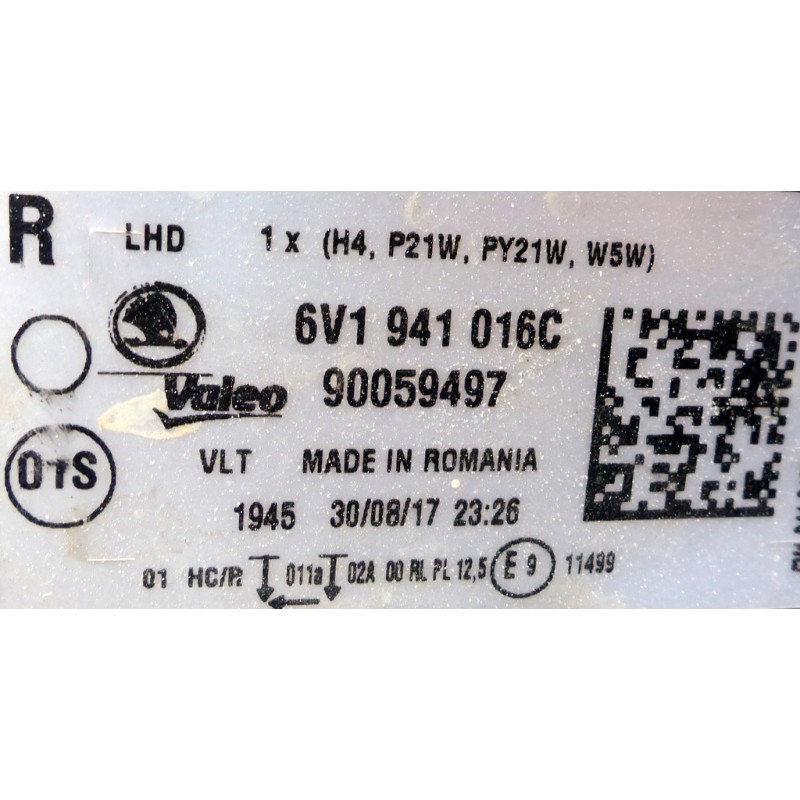 R LHD 1 x (H4, P21W, PY21W, W5W)
6V1 941 016C
Valeo 90059497
01S VLT MADE IN ROMANIA
1945 30/08/17 23:26
01 HC/R 011a 02A 00 RL PL 12,5 E 9 11499